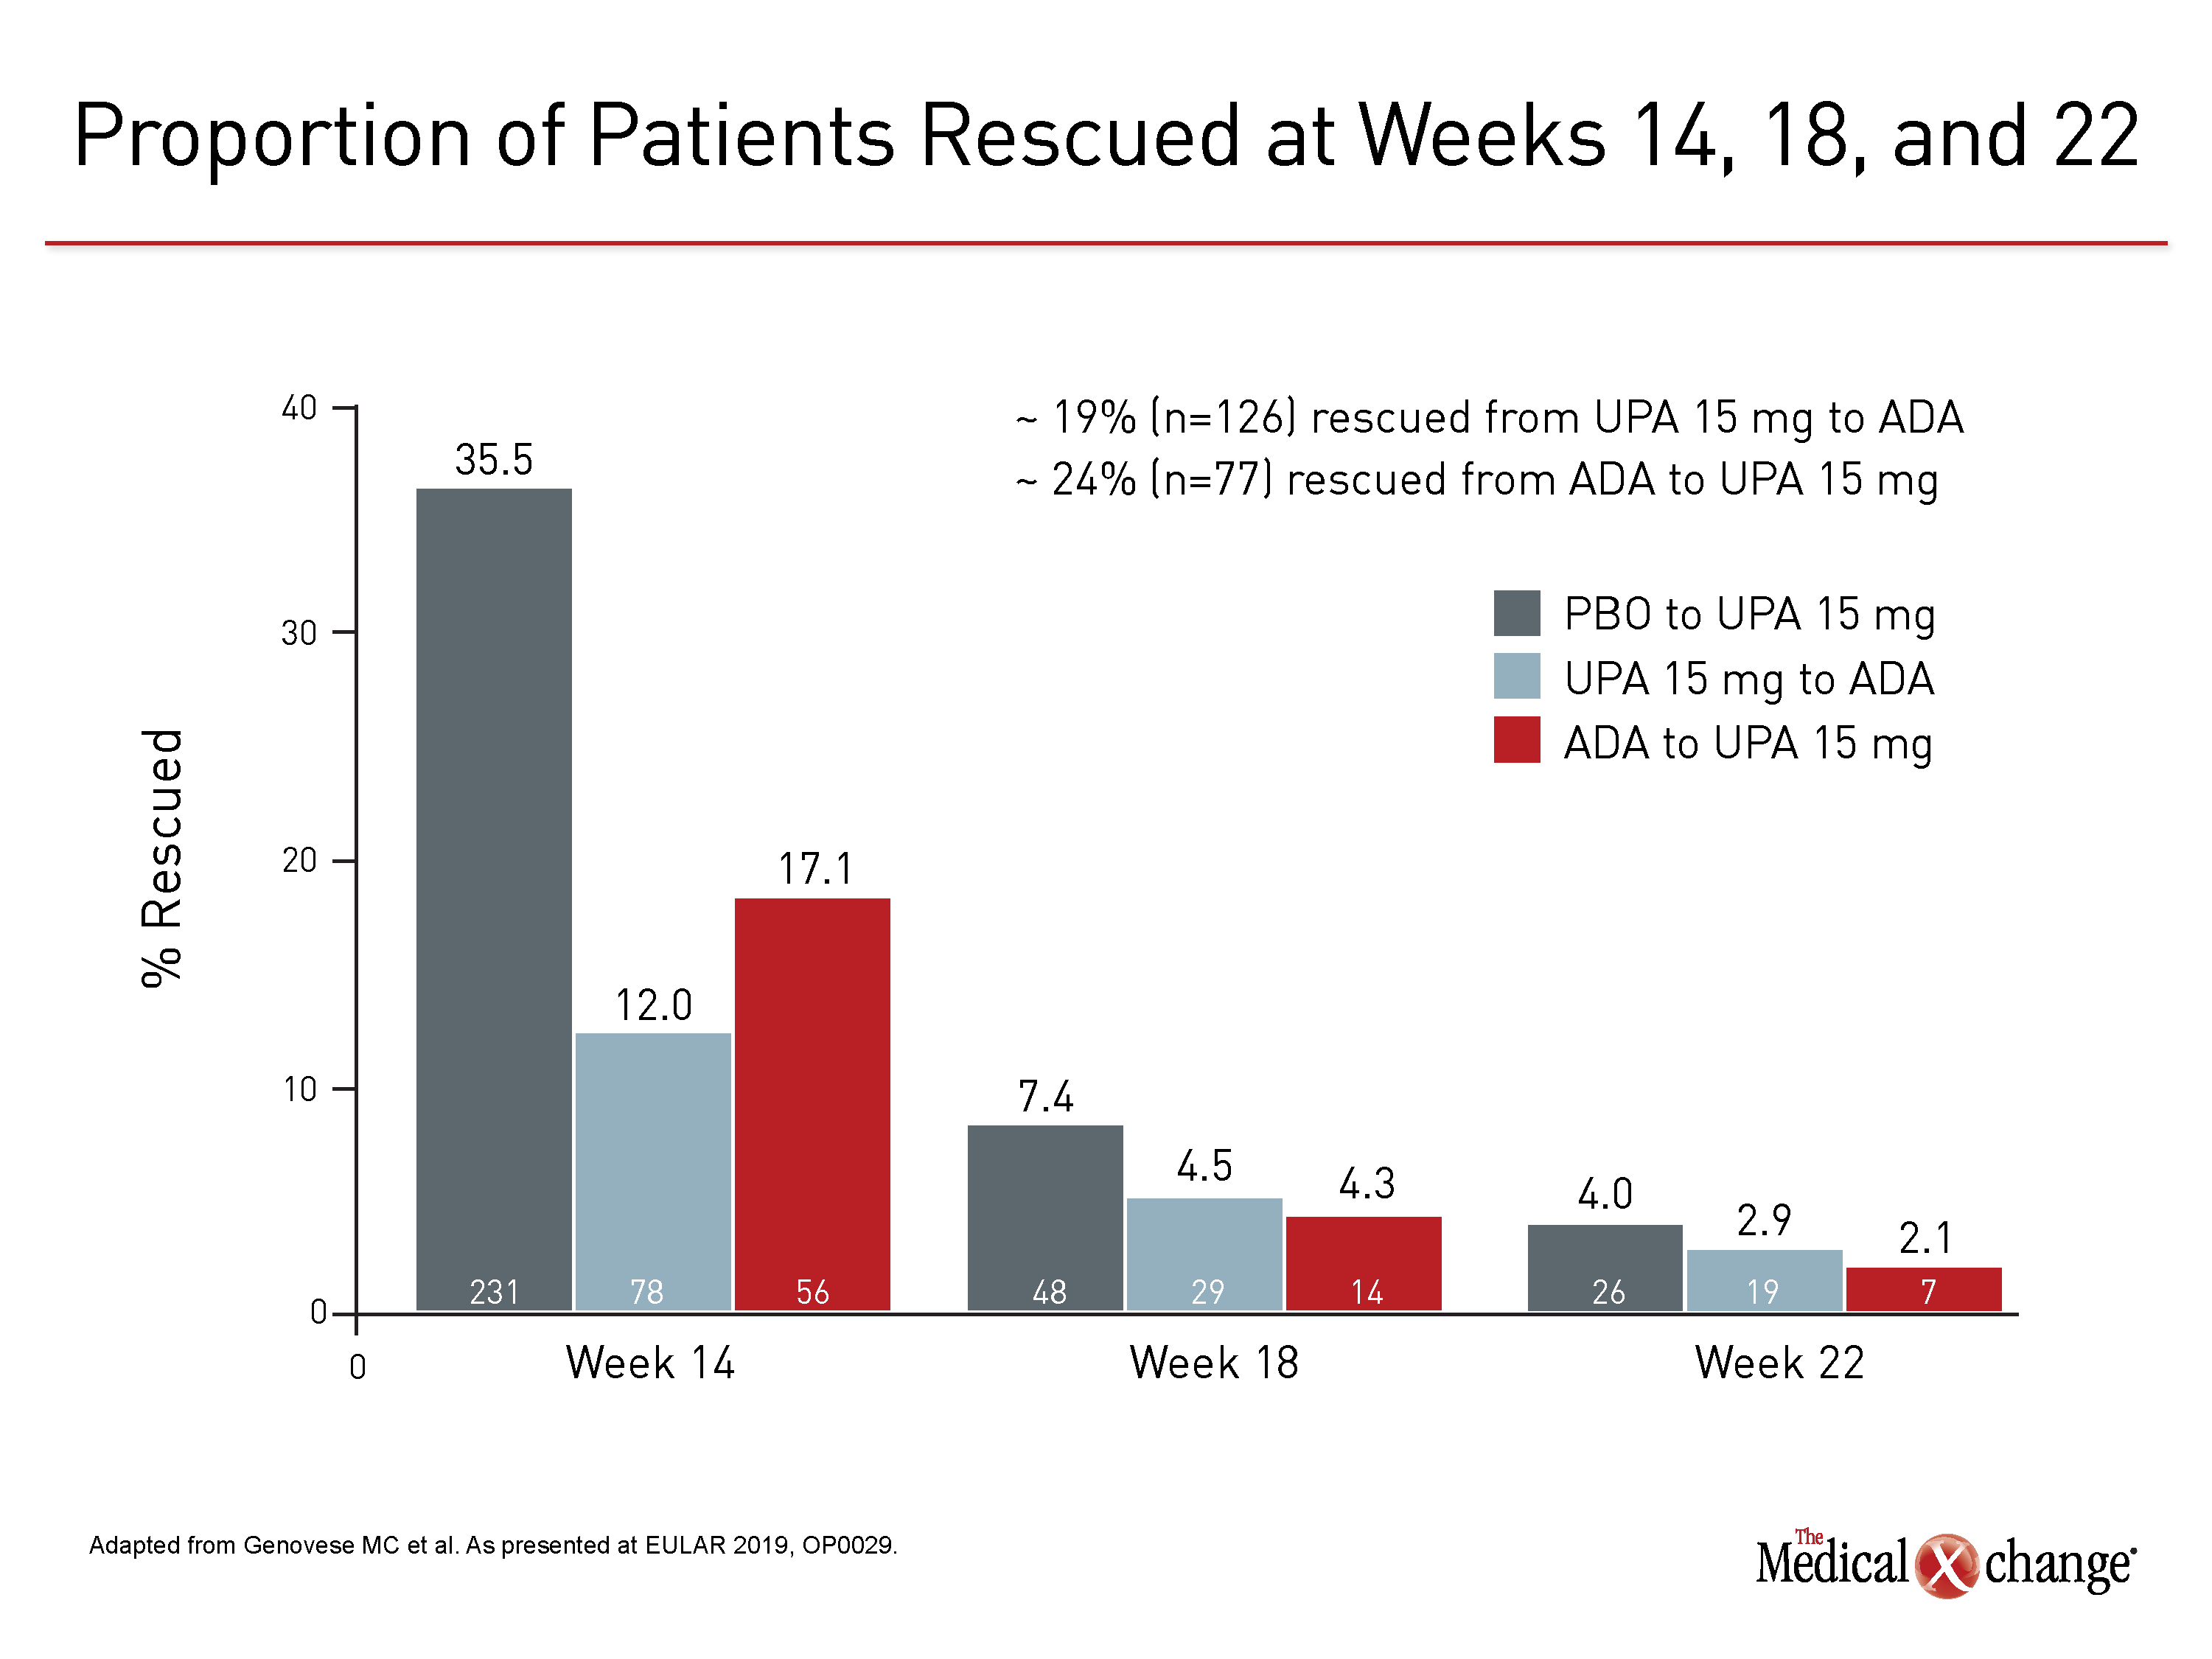 Proportion of Patients Rescued at Weeks 14, 18, and 22
~ 19% (n=126) rescued from UPA 15 mg to ADA
~ 24% (n=77) rescued from ADA to UPA 15 mg
PBO to UPA 15 mg
UPA 15 mg to ADA
ADA to UPA 15 mg
% Rescued
40
30
20
10
0
35.5
12.0
17.1
7.4
4.5
4.3
4.0
2.9
2.1
231 78 56 48 29 14 26 19 7
0 Week 14 Week 18 Week 22
Adapted from Genovese MC et al. As presented at EULAR 2019, OP0029.
The
Medical X change